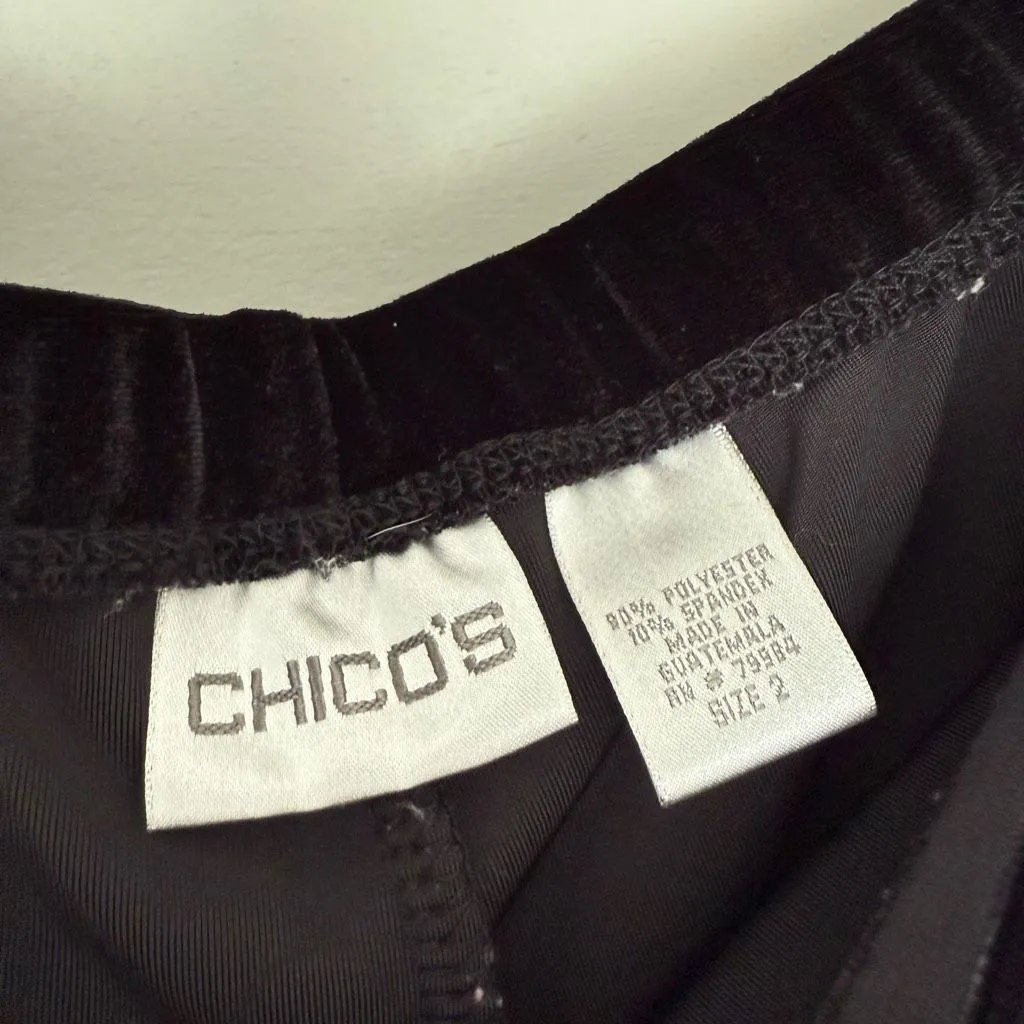 CHICO'S
90% POLYESTER
10% SPANDEX
MADE IN
GUATEMALA
RN # 79984
SIZE 2